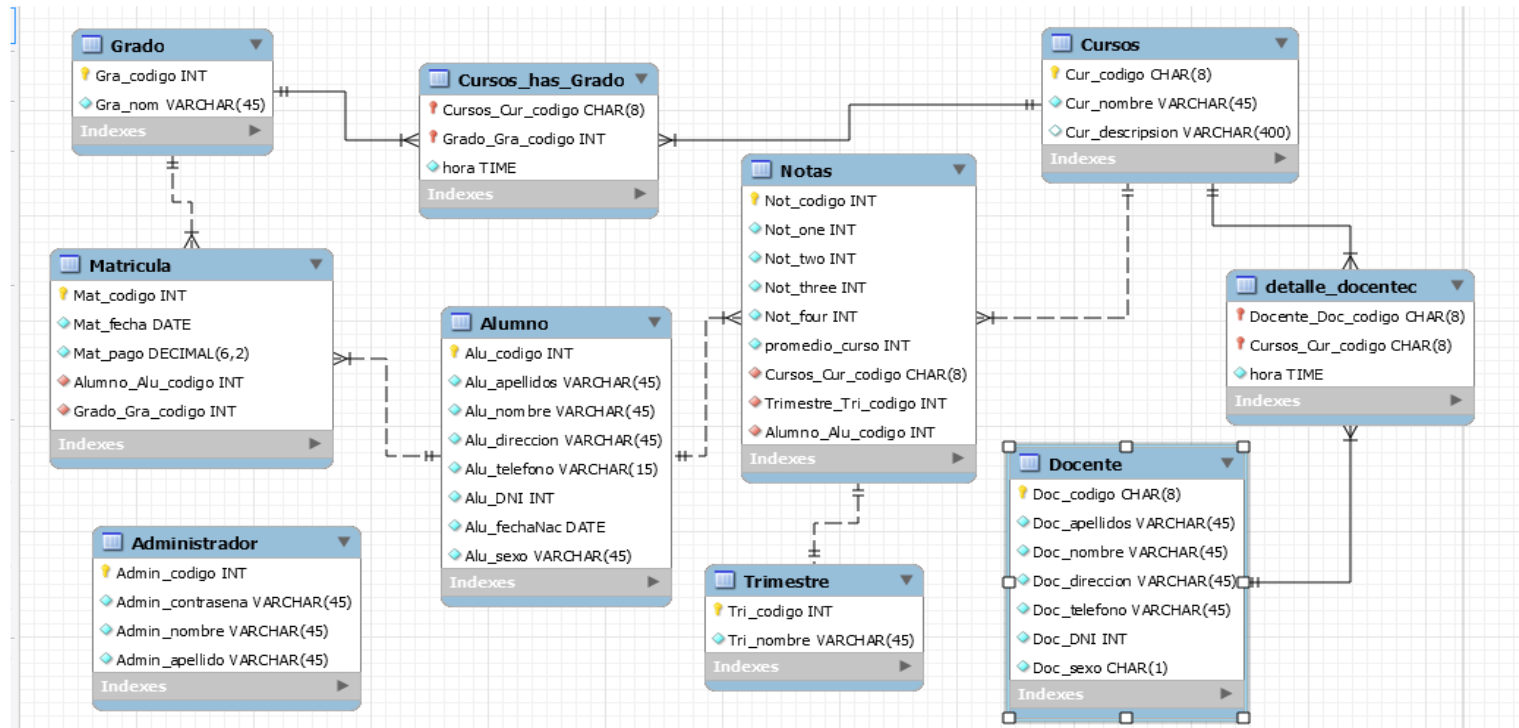 Grado
Gra_codigo INT
Gra_nom VARCHAR(45)
Indexes
Cursos_has_Grado
Cursos_Cur_codigo CHAR(8)
Grado_Gra_codigo INT
hora TIME
Indexes
Cursos
Cur_codigo CHAR(8)
Cur_nombre VARCHAR(45)
Cur_descripsion VARCHAR(400)
Indexes
Notas
Not_codigo INT
Not_one INT
Not_two INT
Not_three INT
Not_four INT
promedio_curso INT
Cursos_Cur_codigo CHAR(8)
Trimestre_Tri_codigo INT
Alumno_Alu_codigo INT
Indexes
Matricula
Mat_codigo INT
Mat_fecha DATE
Mat_pago DECIMAL(6,2)
Alumno_Alu_codigo INT
Grado_Gra_codigo INT
Indexes
Alumno
Alu_codigo INT
Alu_apellidos VARCHAR(45)
Alu_nombre VARCHAR(45)
Alu_direccion VARCHAR(45)
Alu_telefono VARCHAR(15)
Alu_DNI INT
Alu_fechaNac DATE
Alu_sexo VARCHAR(45)
Indexes
detalle_docentec
Docente_Doc_codigo CHAR(8)
Cursos_Cur_codigo CHAR(8)
hora TIME
Indexes
Docente
Doc_codigo CHAR(8)
Doc_apellidos VARCHAR(45)
Doc_nombre VARCHAR(45)
Doc_direccion VARCHAR(45)
Doc_telefono VARCHAR(45)
Doc_DNI INT
Doc_sexo CHAR(1)
Indexes
Administrador
Admin_codigo INT
Admin_contrasena VARCHAR(45)
Admin_nombre VARCHAR(45)
Admin_apellido VARCHAR(45)
Indexes
Trimestre
Tri_codigo INT
Tri_nombre VARCHAR(45)
Indexes